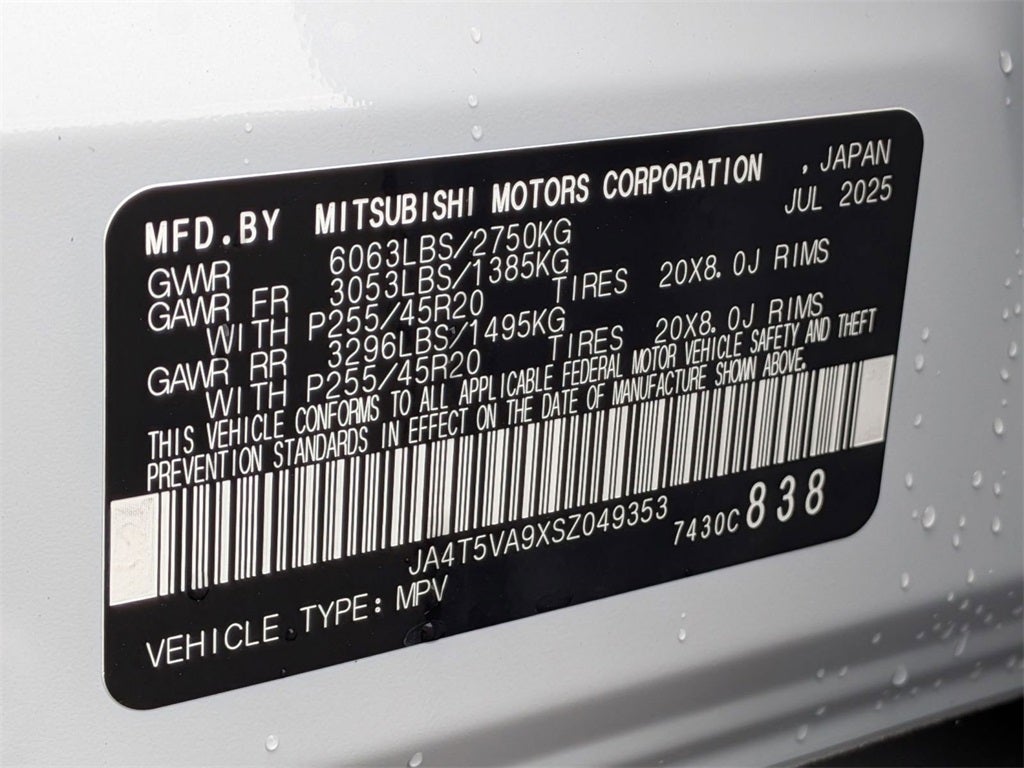 MFD.BY MITSUBISHI MOTORS CORPORATION , JAPAN
JUL 2025
GVWR 6063LBS/2750KG
GAWR FR 3053LBS/1385KG
WITH P255/45R20 TIRES 20X8.0J RIMS
GAWR RR 3296LBS/1495KG
WITH P255/45R20 TIRES 20X8.0J RIMS
THIS VEHICLE CONFORMS TO ALL APPLICABLE FEDERAL MOTOR VEHICLE SAFETY AND THEFT
PREVENTION STANDARDS IN EFFECT ON THE DATE OF MANUFACTURE SHOWN ABOVE.
JA4T5VA9XSZ049353 7430C 838
VEHICLE TYPE: MPV